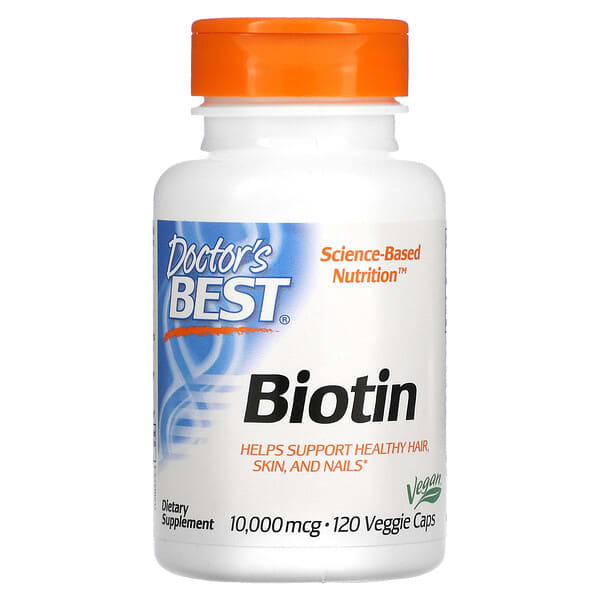 Doctor's
BEST®
Science-Based
Nutrition™
Biotin
HELPS SUPPORT HEALTHY HAIR,
SKIN, AND NAILS*
Vegan
Dietary
Supplement
10,000 mcg • 120 Veggie Caps